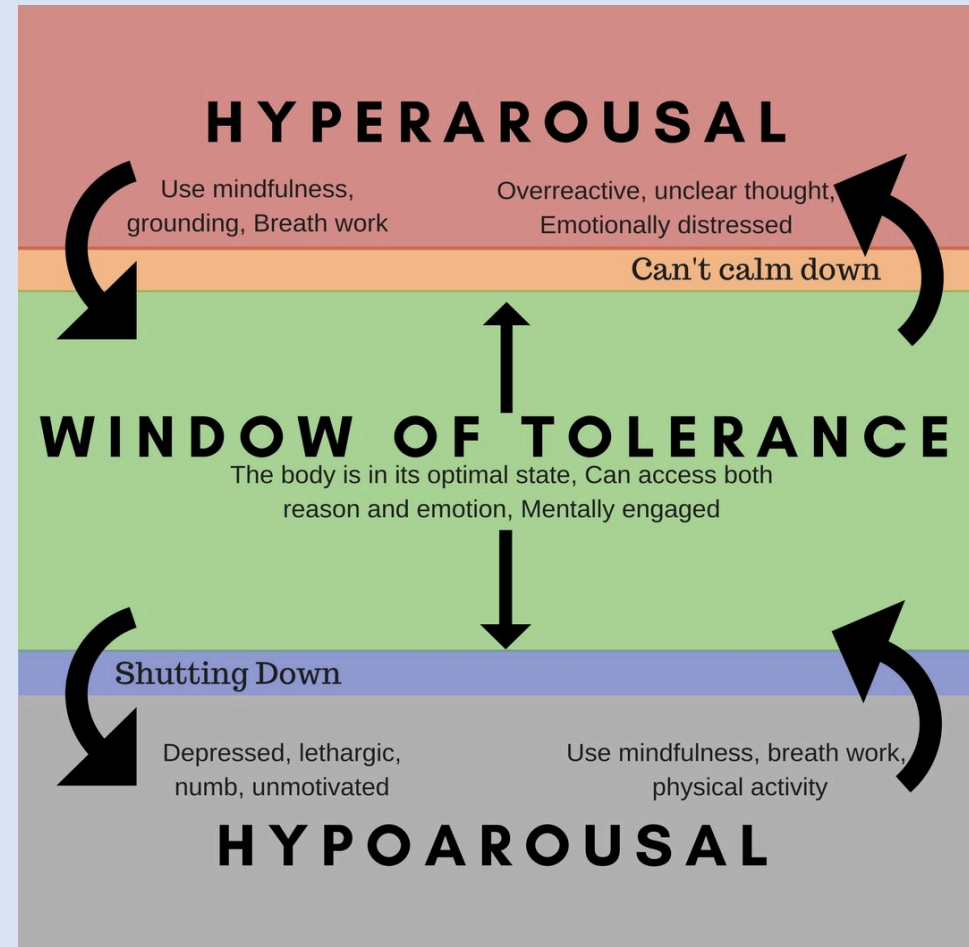 HYPERAROUSAL
Use mindfulness,
grounding, Breath work
Overreactive, unclear thought,
Emotionally distressed
Can't calm down
WINDOW OF TOLERANCE
The body is in its optimal state, Can access both
reason and emotion, Mentally engaged
Shutting Down
Depressed, lethargic,
numb, unmotivated
Use mindfulness, breath work,
physical activity
HYPOAROUSAL